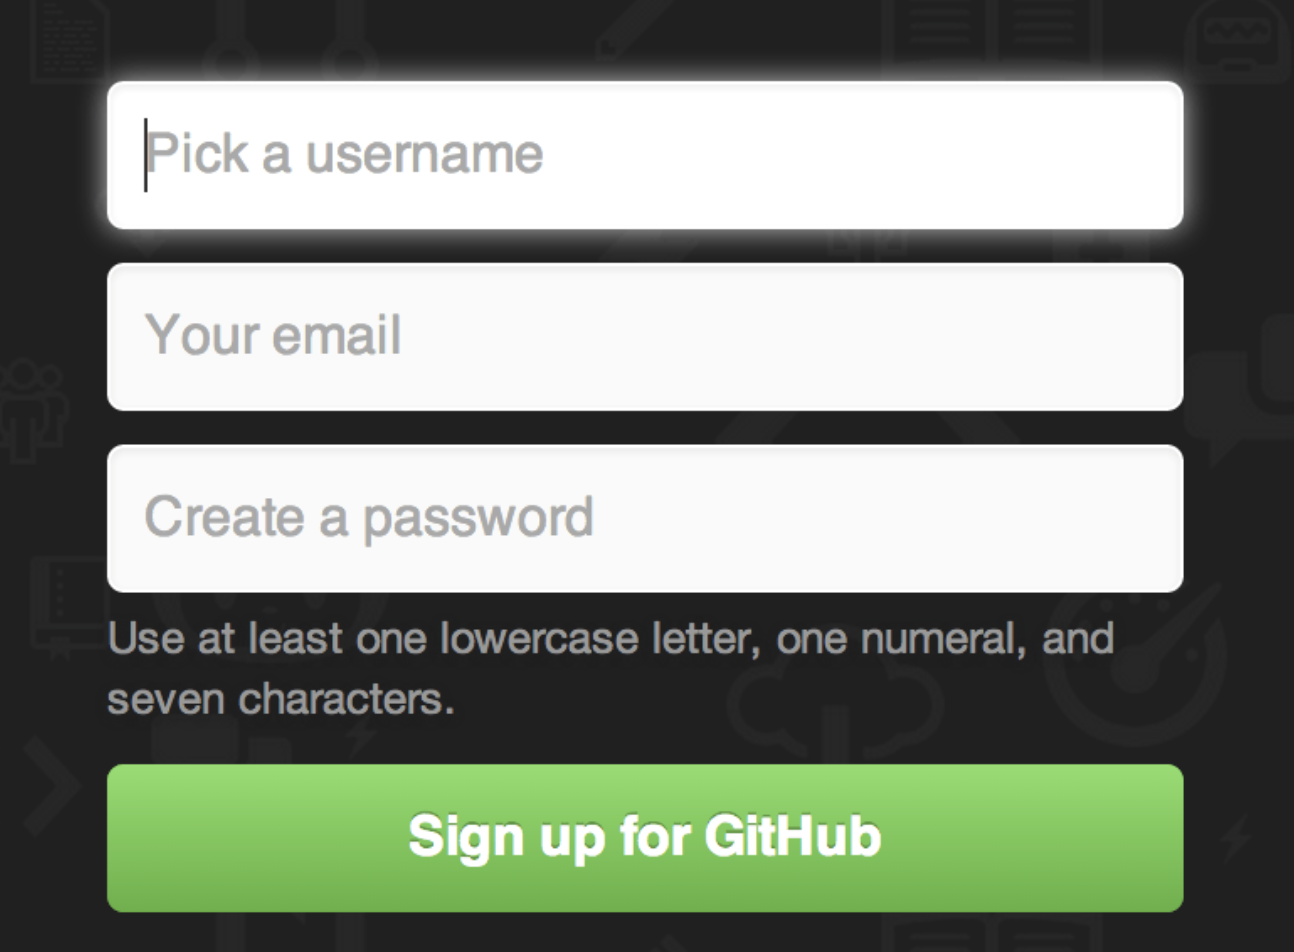 Pick a username
Your email
Create a password
Use at least one lowercase letter, one numeral, and
seven characters.
Sign up for GitHub